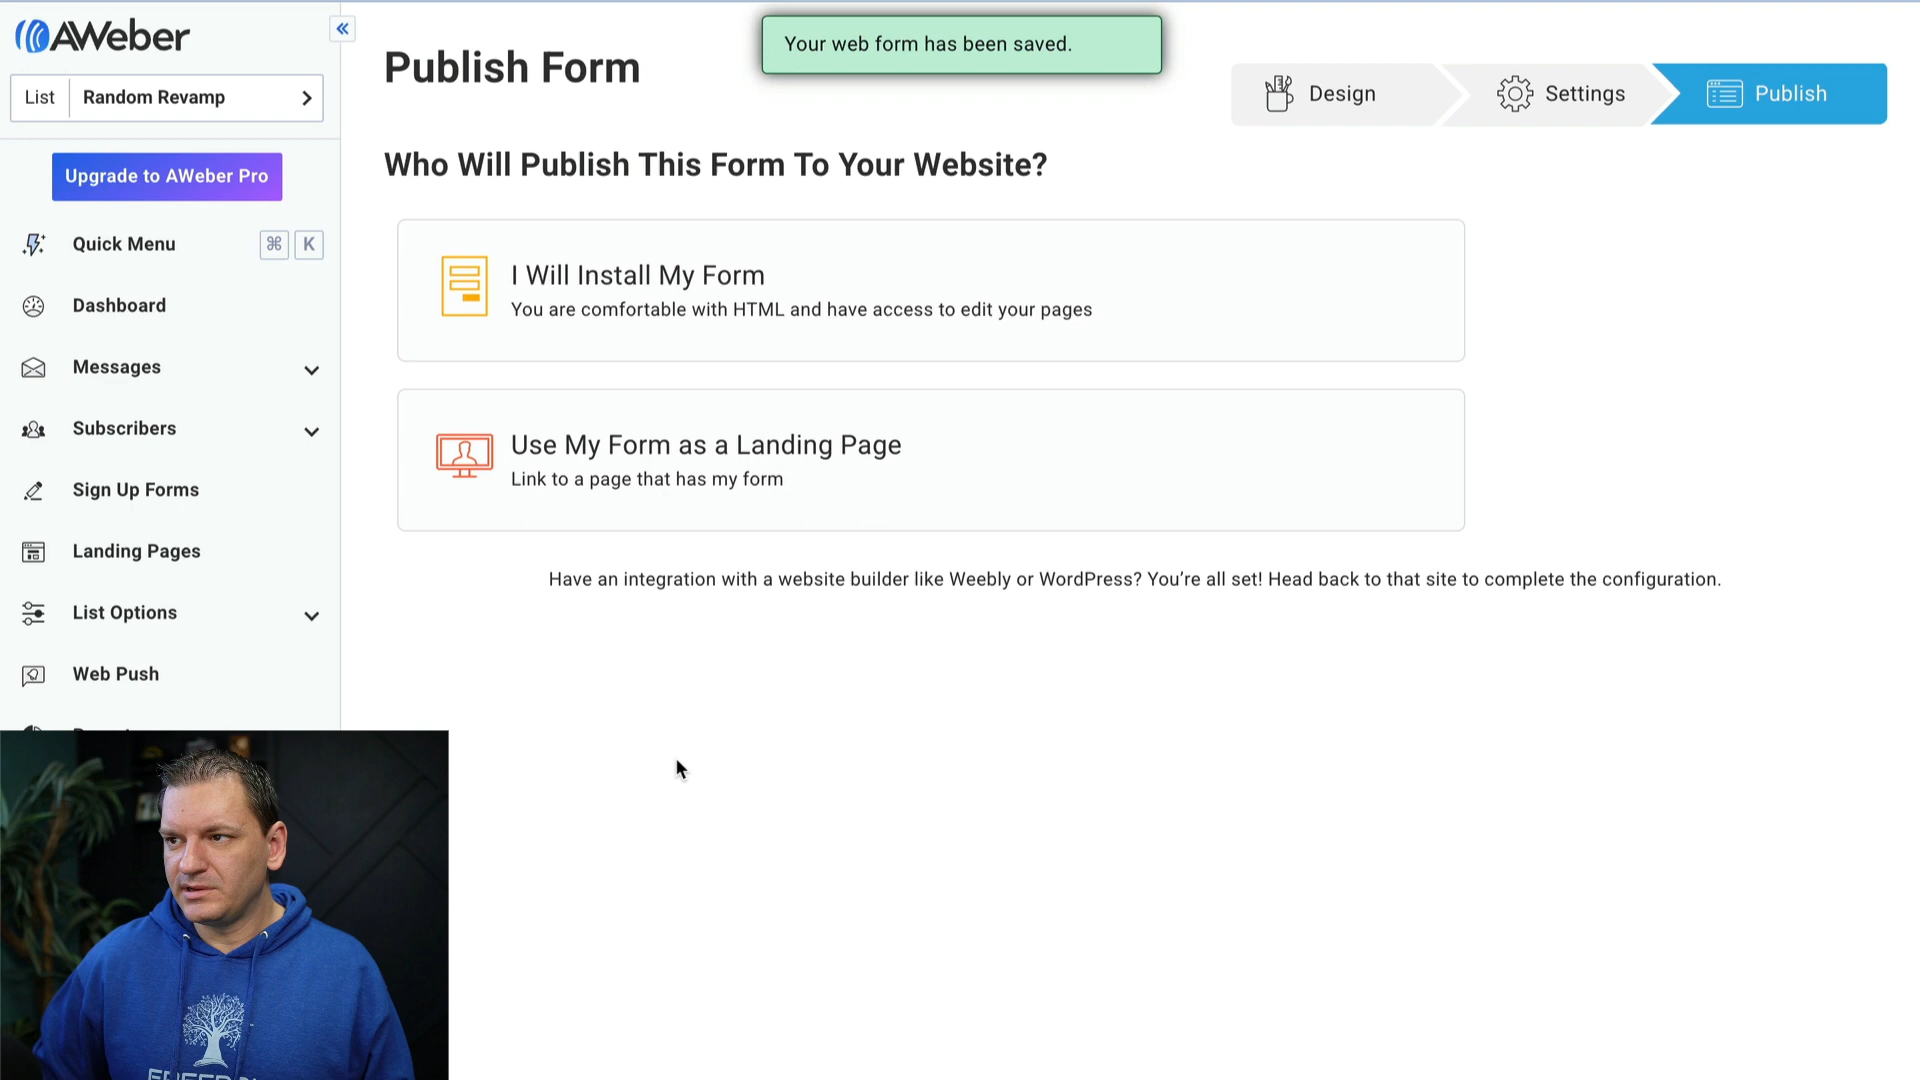 AWeber
List
Random Revamp
Upgrade to AWeber Pro
Quick Menu
⌘ K
Dashboard
Messages
Subscribers
Sign Up Forms
Landing Pages
List Options
Web Push
Your web form has been saved.
Publish Form
Design
Settings
Publish
Who Will Publish This Form To Your Website?
I Will Install My Form
You are comfortable with HTML and have access to edit your pages
Use My Form as a Landing Page
Link to a page that has my form
Have an integration with a website builder like Weebly or WordPress? You’re all set! Head back to that site to complete the configuration.